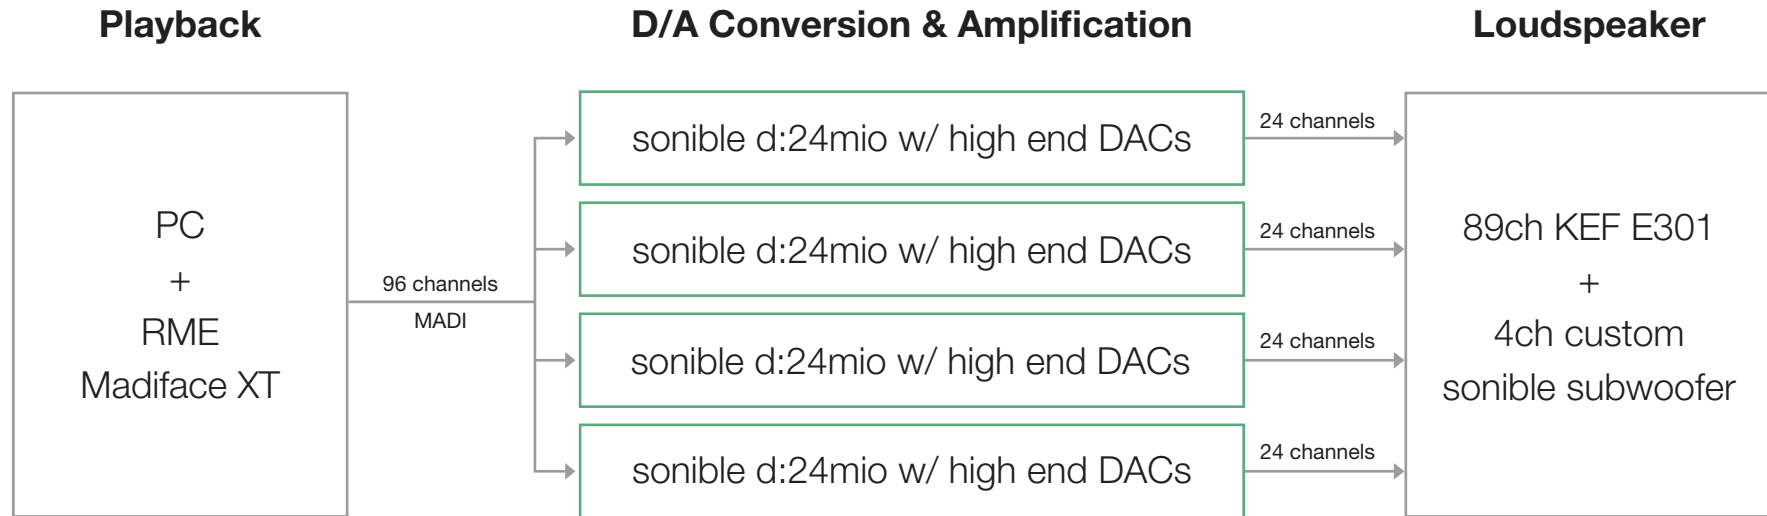 Playback
D/A Conversion & Amplification
Loudspeaker
PC
+
RME
Madiface XT
96 channels
MADI
sonible d:24mio w/ high end DACs
24 channels
sonible d:24mio w/ high end DACs
24 channels
sonible d:24mio w/ high end DACs
24 channels
sonible d:24mio w/ high end DACs
24 channels
89ch KEF E301
+
4ch custom
sonible subwoofer